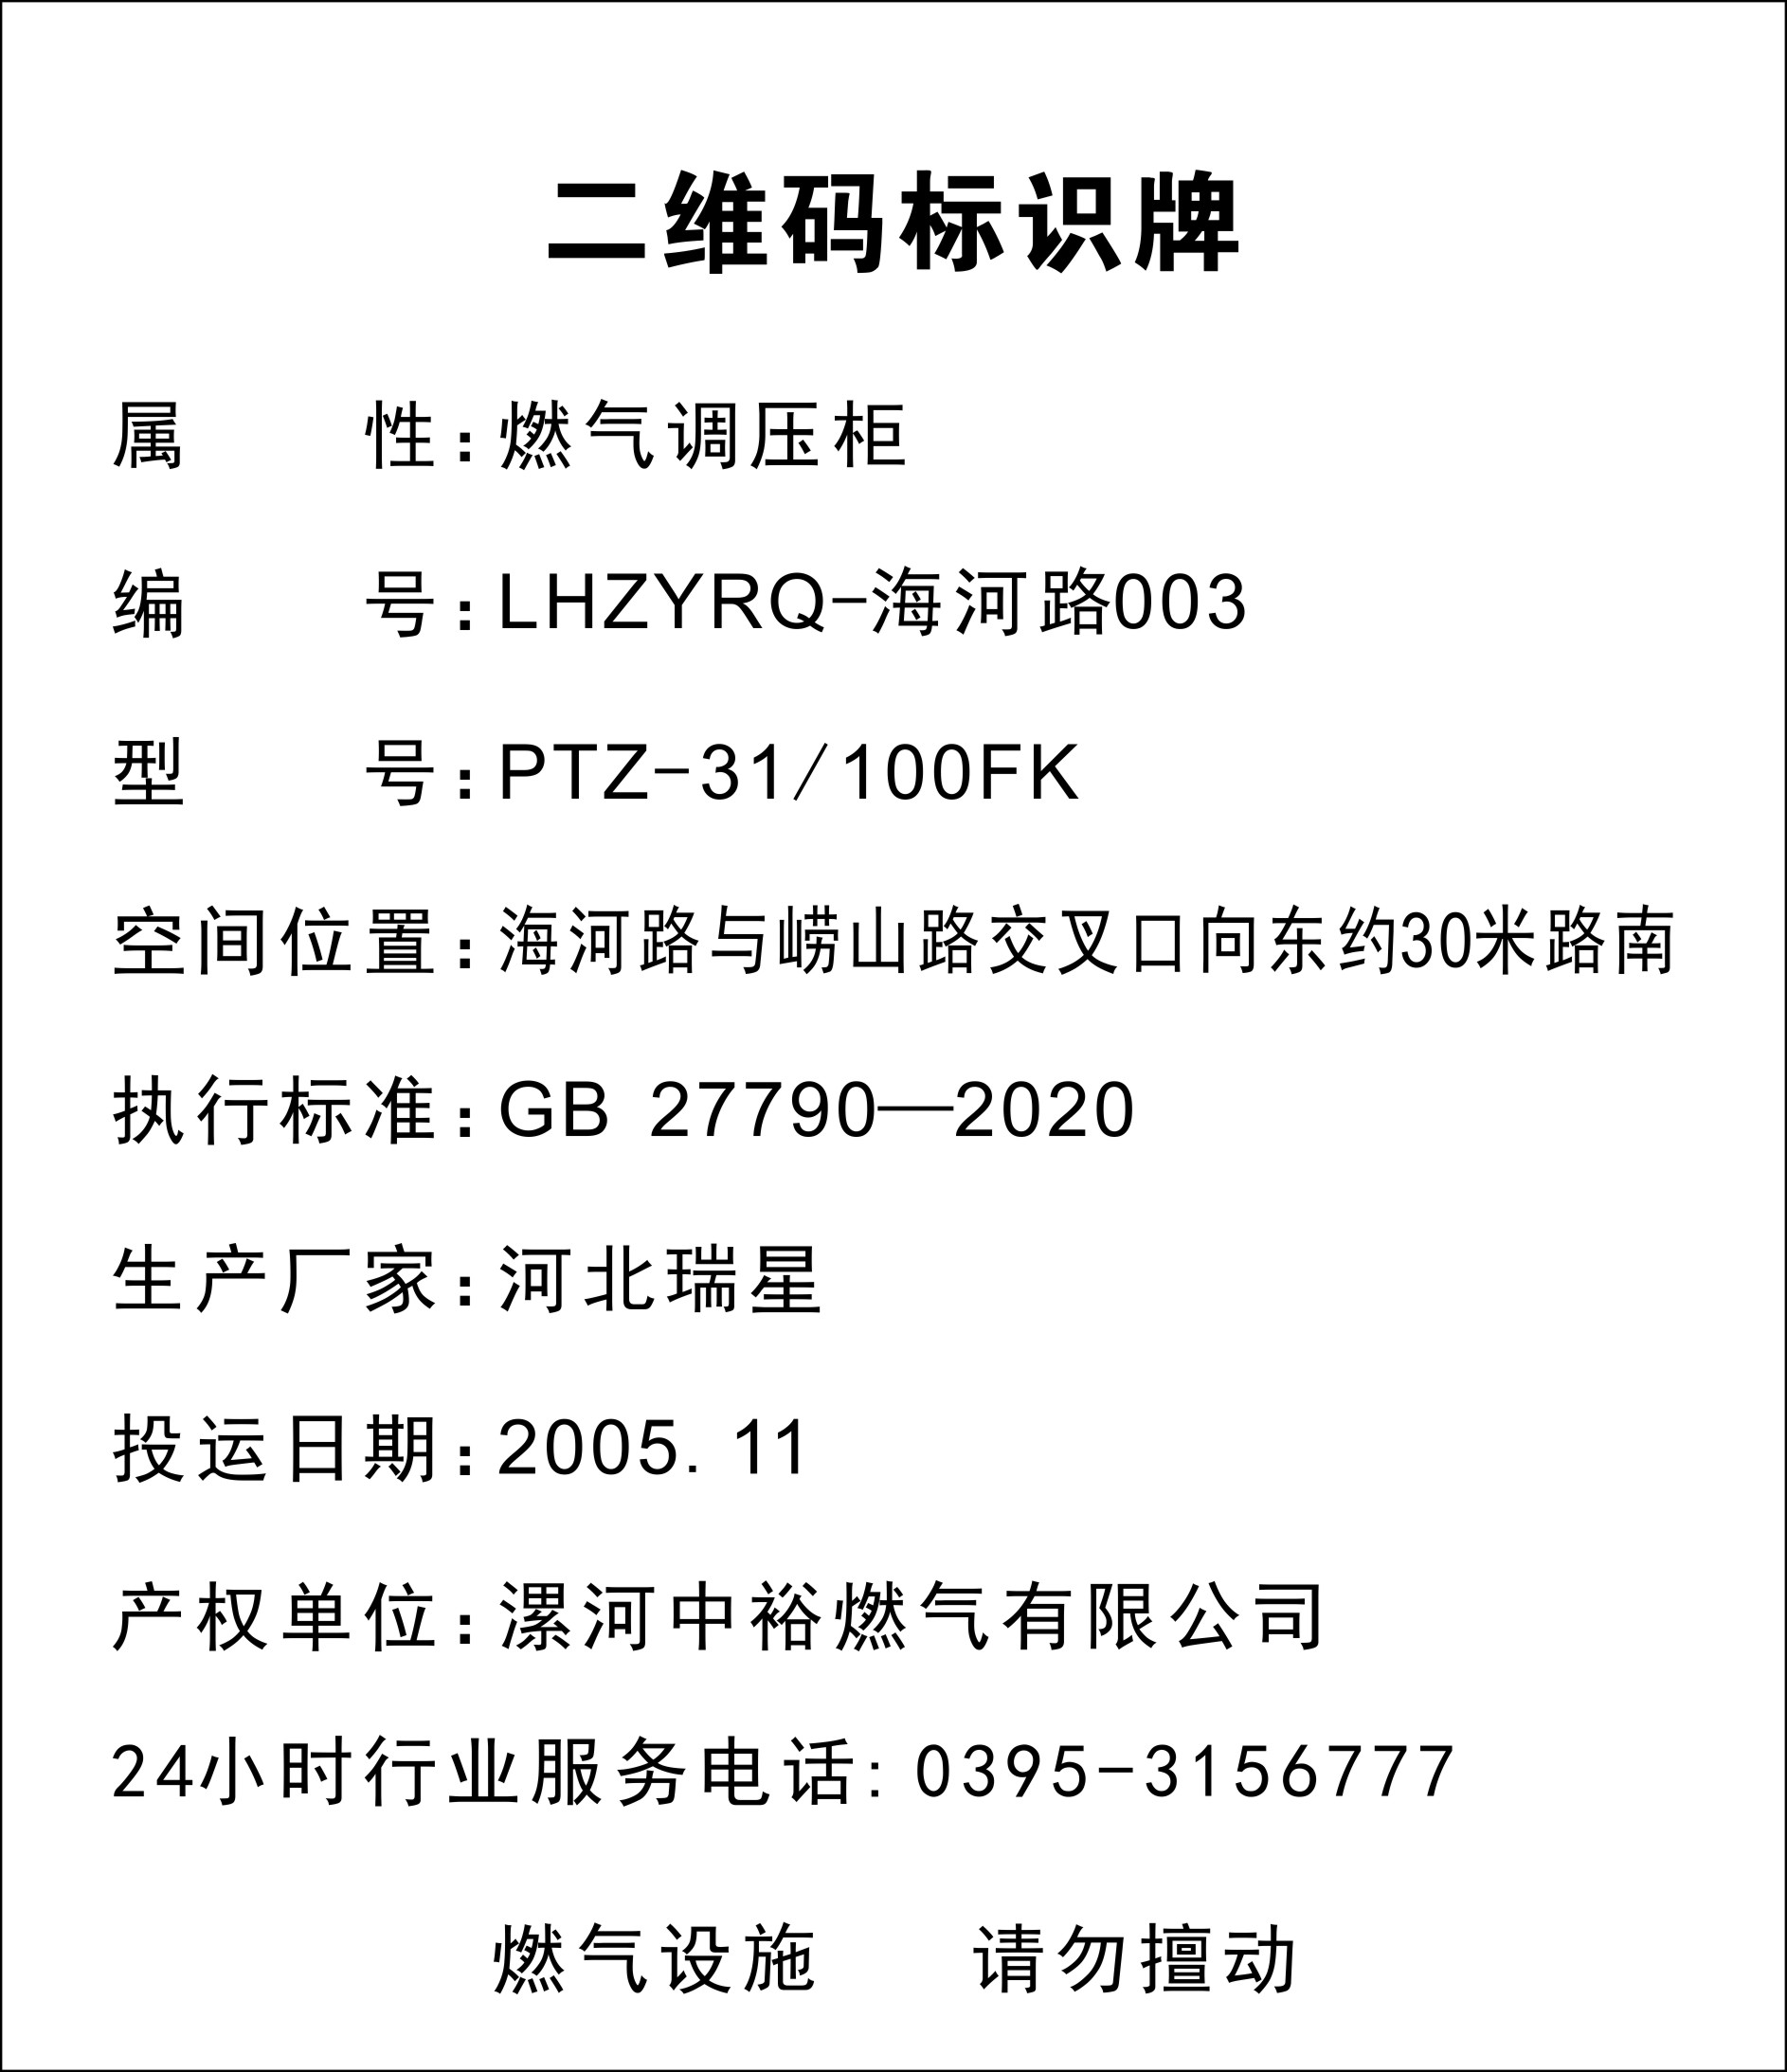 二维码标识牌
属 性：燃气调压柜
编 号：LHZYRQ-海河路003
型 号：PTZ-31/100FK
空间位置：海河路与崂山路交叉口向东约30米路南
执行标准：GB 27790—2020
生产厂家：河北瑞星
投运日期：2005.11
产权单位：漯河中裕燃气有限公司
24小时行业服务电话：0395-3156777
燃气设施 请勿擅动